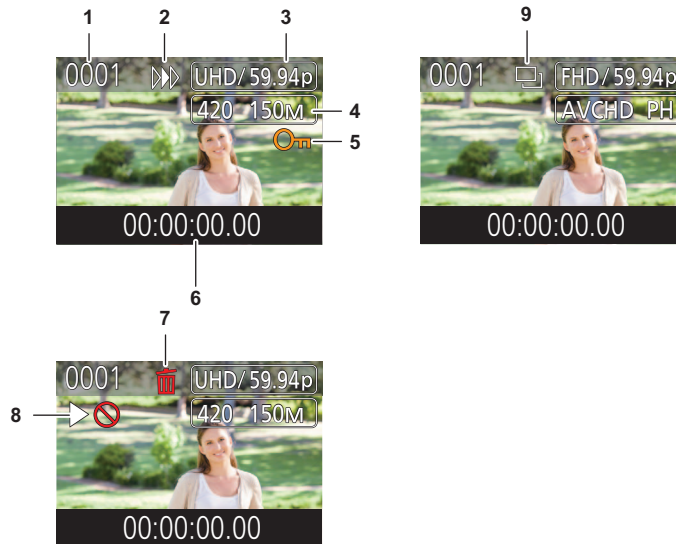 1 2 3 9
0001 UHD/59.94p
420 150M 4
5
00:00:00.00
6
0001 FHD/59.94p
AVCHD PH
00:00:00.00
7
0001 UHD/59.94p
8 420 150M
00:00:00.00